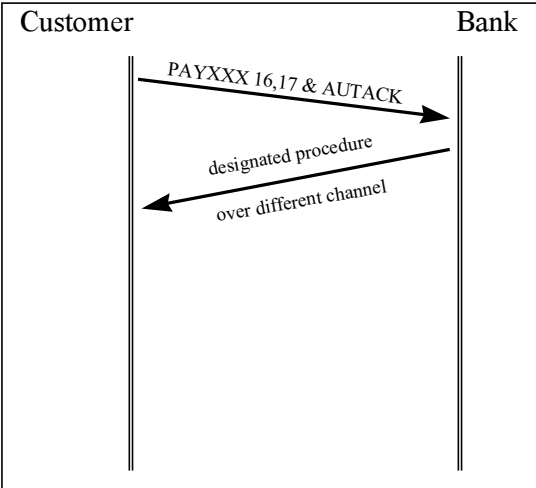 Customer
Bank
PAYXXX 16,17 & AUTACK
designated procedure
over different channel